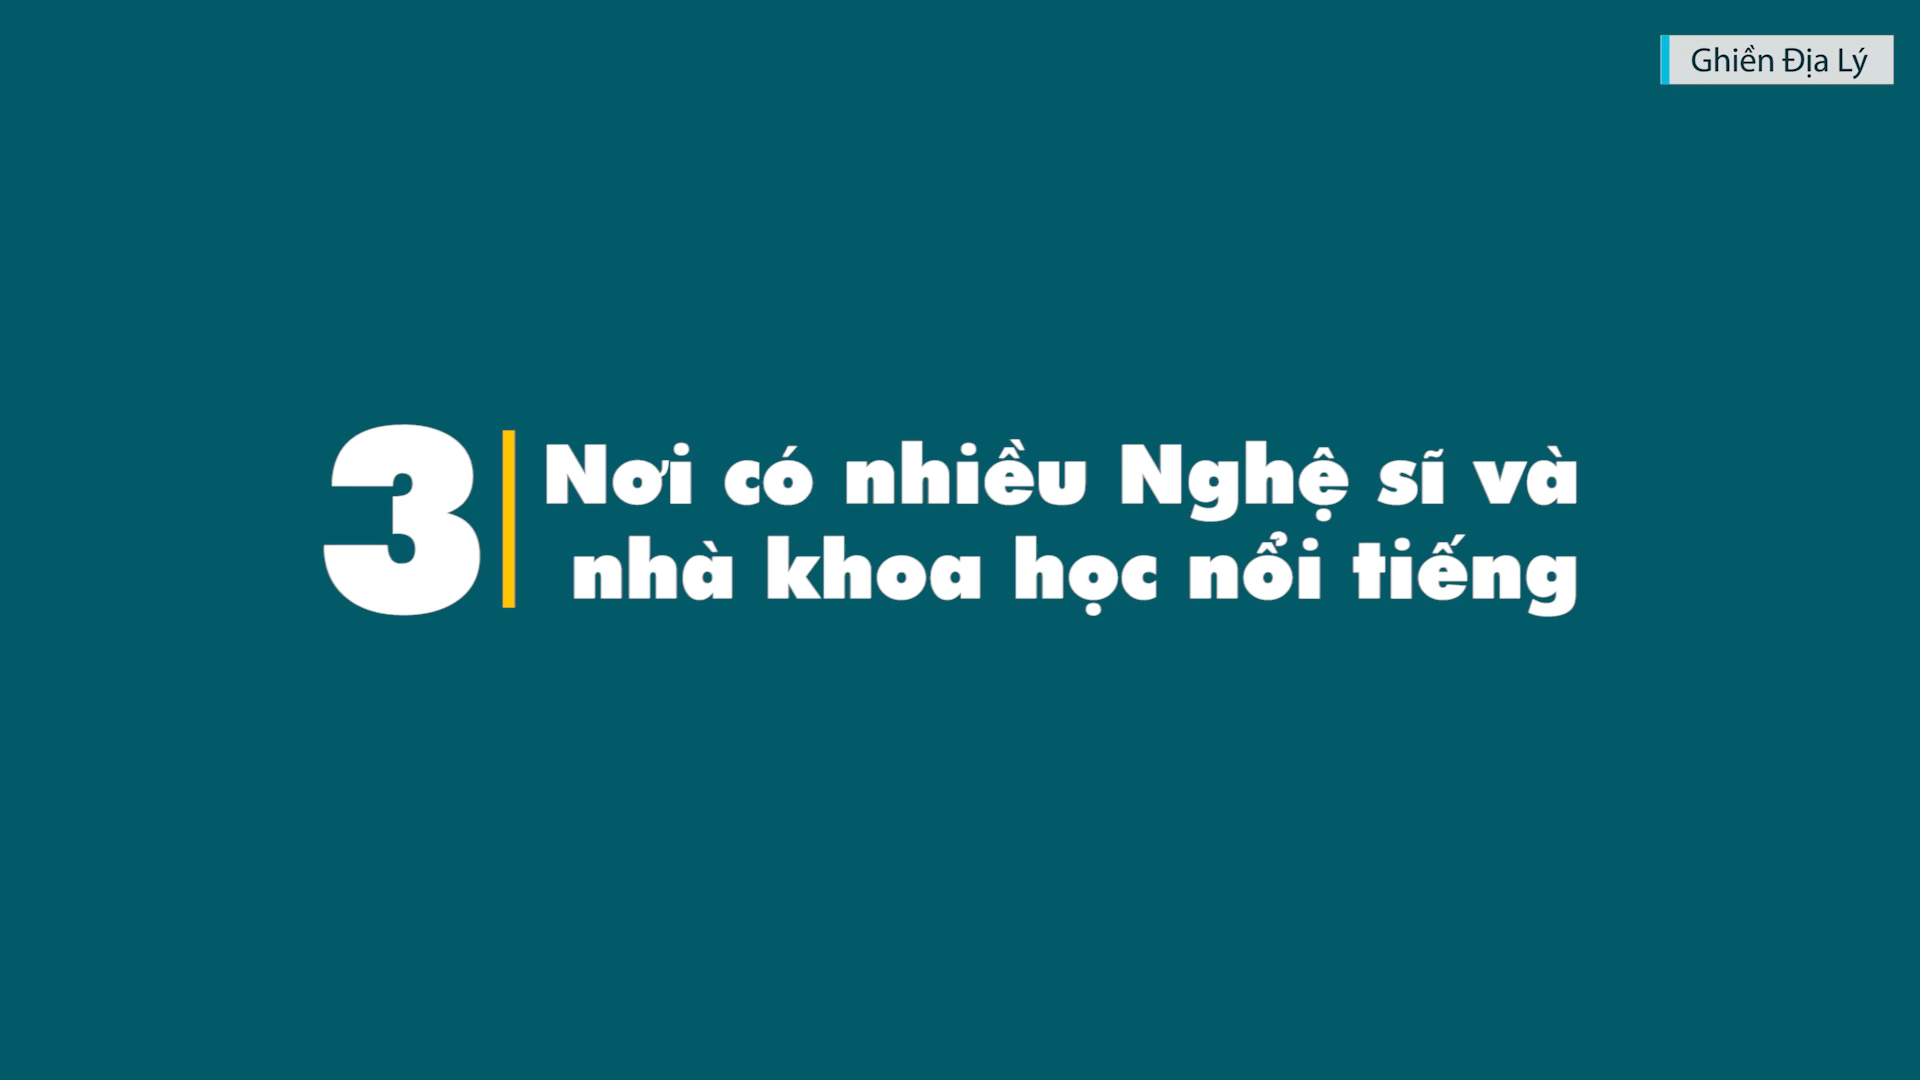 Ghiền Địa Lý
3
Nơi có nhiều Nghệ sĩ và
nhà khoa học nổi tiếng